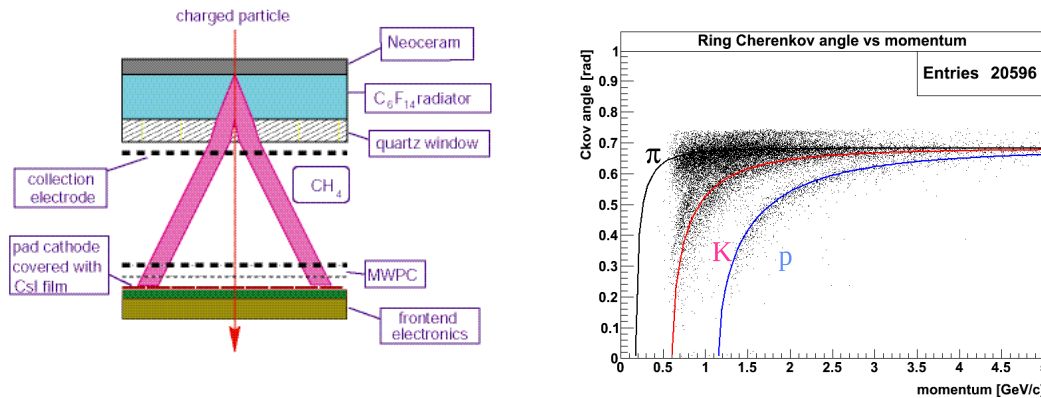 charged particle
Neoceram
C6F14 radiator
quartz window
collection
electrode
CH4
pad cathode
covered with
CsI film
MWPC
frontend
electronics
Ring Cherenkov angle vs momentum
Entries 20596
Ckov angle [rad]
1
0.9
0.8
0.7
0.6
0.5
0.4
0.3
0.2
0.1
0
π
K
p
0 0.5 1 1.5 2 2.5 3 3.5 4 4.5 5
momentum [GeV/c]